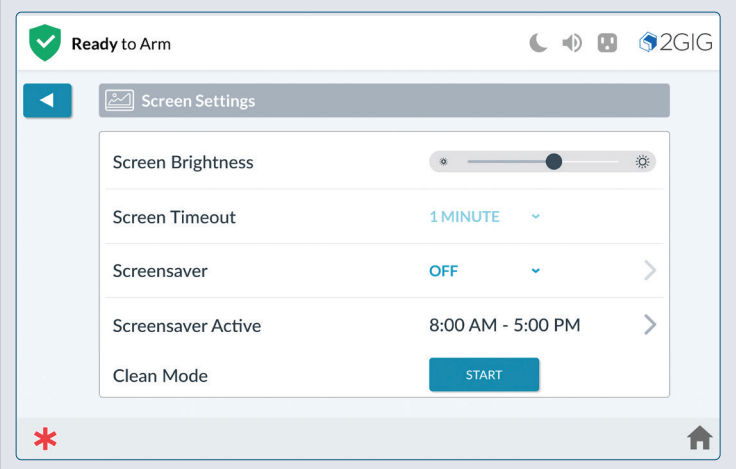 Ready to Arm
2GIG
Screen Settings
Screen Brightness
Screen Timeout 1 MINUTE
Screensaver OFF
Screensaver Active 8:00 AM - 5:00 PM
Clean Mode START